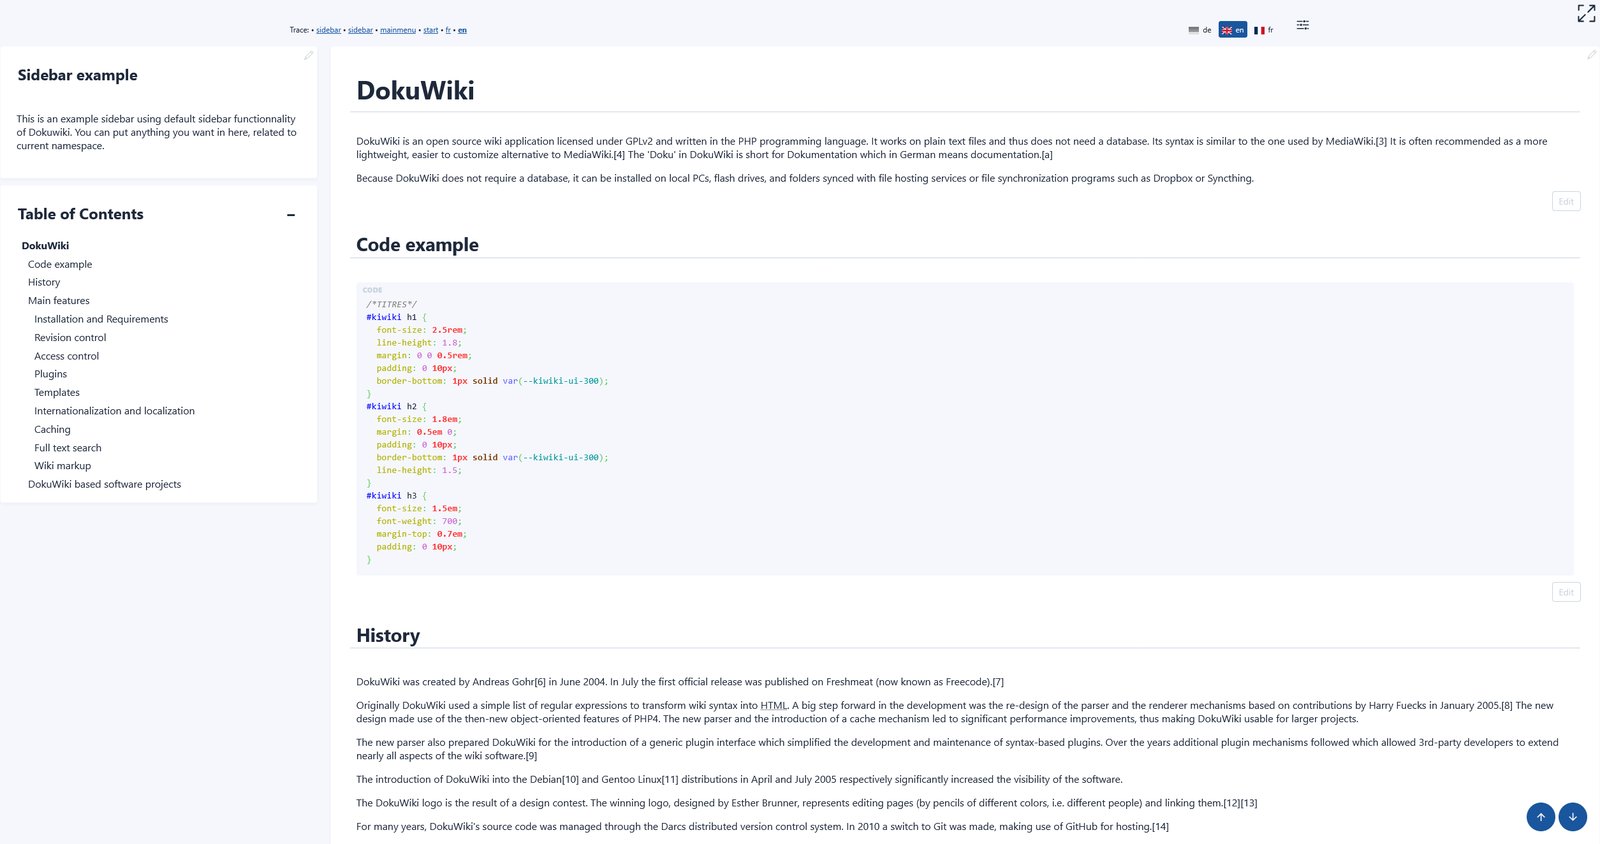 Trace: • sidebar • sidebar • mainmenu • start • fr • en
de en fr
Sidebar example
This is an example sidebar using default sidebar functionnality
of Dokuwiki. You can put anything you want in here, related to
current namespace.
Table of Contents –
DokuWiki
Code example
History
Main features
Installation and Requirements
Revision control
Access control
Plugins
Templates
Internationalization and localization
Caching
Full text search
Wiki markup
DokuWiki based software projects
DokuWiki
DokuWiki is an open source wiki application licensed under GPLv2 and written in the PHP programming language. It works on plain text files and thus does not need a database. Its syntax is similar to the one used by MediaWiki.[3] It is often recommended as a more
lightweight, easier to customize alternative to MediaWiki.[4] The 'Doku' in DokuWiki is short for Dokumentation which in German means documentation.[a]
Because DokuWiki does not require a database, it can be installed on local PCs, flash drives, and folders synced with file hosting services or file synchronization programs such as Dropbox or Syncthing.
Edit
Code example
CODE
/*TITRES*/
#kiwiki h1 {
  font-size: 2.5rem;
  line-height: 1.8;
  margin: 0 0 0.5rem;
  padding: 0 10px;
  border-bottom: 1px solid var(--kiwiki-ui-300);
}
#kiwiki h2 {
  font-size: 1.8em;
  margin: 0.5em 0;
  padding: 0 10px;
  border-bottom: 1px solid var(--kiwiki-ui-300);
  line-height: 1.5;
}
#kiwiki h3 {
  font-size: 1.5em;
  font-weight: 700;
  margin-top: 0.7em;
  padding: 0 10px;
}
Edit
History
DokuWiki was created by Andreas Gohr[6] in June 2004. In July the first official release was published on Freshmeat (now known as Freecode).[7]
Originally DokuWiki used a simple list of regular expressions to transform wiki syntax into HTML. A big step forward in the development was the re-design of the parser and the renderer mechanisms based on contributions by Harry Fuecks in January 2005.[8] The new
design made use of the then-new object-oriented features of PHP4. The new parser and the introduction of a cache mechanism led to significant performance improvements, thus making DokuWiki usable for larger projects.
The new parser also prepared DokuWiki for the introduction of a generic plugin interface which simplified the development and maintenance of syntax-based plugins. Over the years additional plugin mechanisms followed which allowed 3rd-party developers to extend
nearly all aspects of the wiki software.[9]
The introduction of DokuWiki into the Debian[10] and Gentoo Linux[11] distributions in April and July 2005 respectively significantly increased the visibility of the software.
The DokuWiki logo is the result of a design contest. The winning logo, designed by Esther Brunner, represents editing pages (by pencils of different colors, i.e. different people) and linking them.[12][13]
For many years, DokuWiki's source code was managed through the Darcs distributed version control system. In 2010 a switch to Git was made, making use of GitHub for hosting.[14]